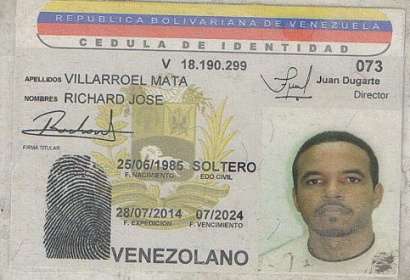 REPUBLICA BOLIVARIANA DE VENEZUELA
CEDULA DE IDENTIDAD
V 18.190.299 073
APELLIDOS VILLARROEL MATA
Juan Dugarte
NOMBRES RICHARD JOSE
Director
FIRMA TITULAR
25/06/1985 SOLTERO
F. NACIMIENTO EDO CIVIL
28/07/2014 07/2024
F. EXPEDICION F. VENCIMIENTO
VENEZOLANO